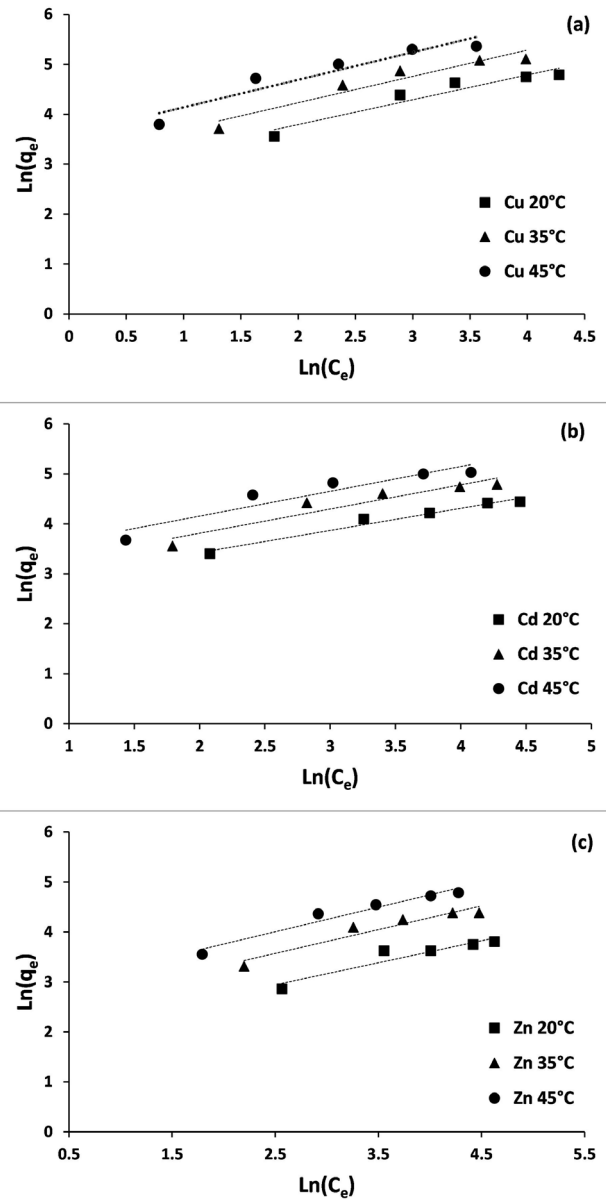 (a)
6
5
4
3
2
1
0
Ln(qe)
Cu 20°C
Cu 35°C
Cu 45°C
0 0.5 1 1.5 2 2.5 3 3.5 4 4.5
Ln(Ce)
(b)
6
5
4
3
2
1
0
Ln(qe)
Cd 20°C
Cd 35°C
Cd 45°C
1 1.5 2 2.5 3 3.5 4 4.5 5
Ln(Ce)
(c)
6
5
4
3
2
1
0
Ln(qe)
Zn 20°C
Zn 35°C
Zn 45°C
0.5 1.5 2.5 3.5 4.5 5.5
Ln(Ce)